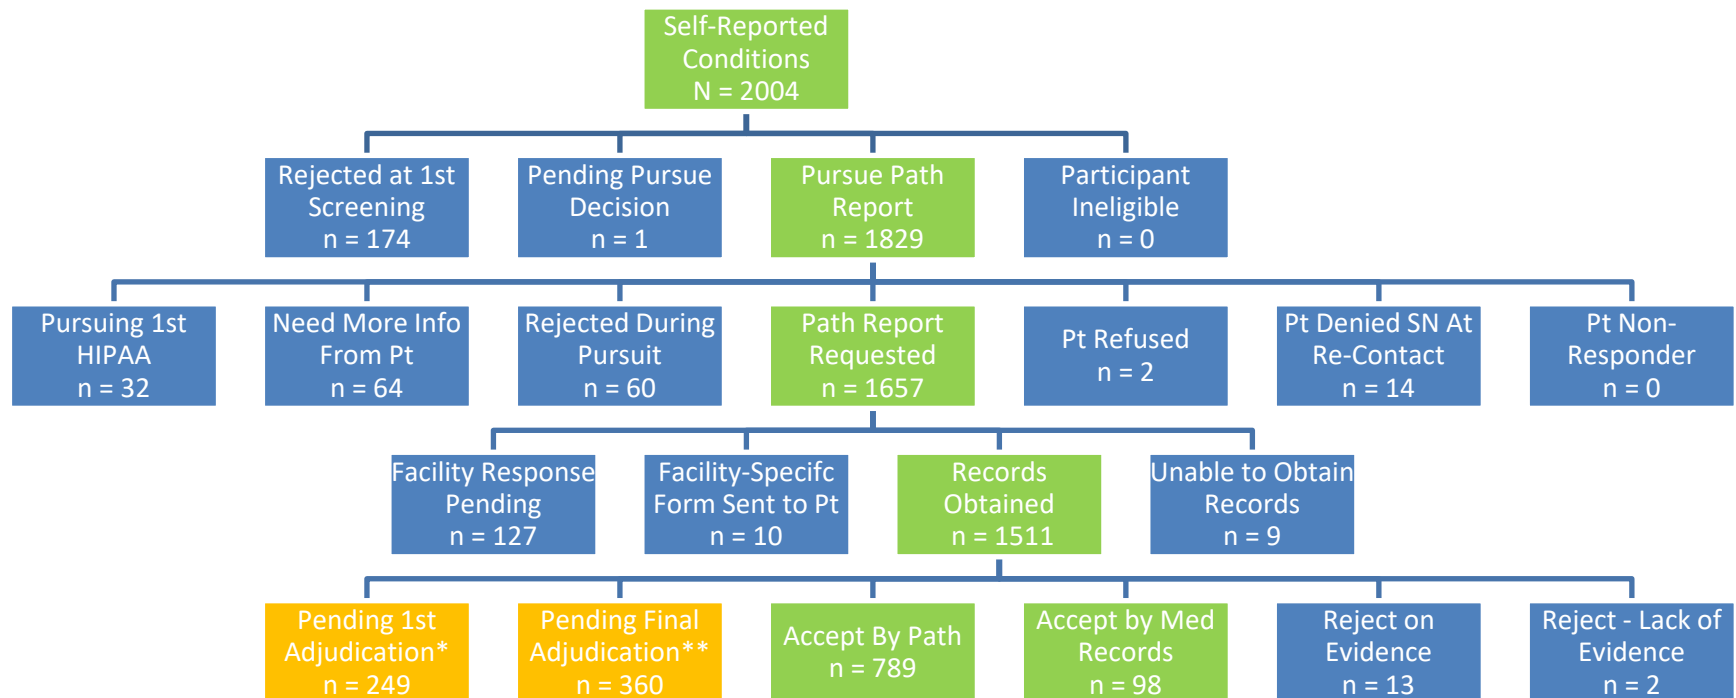 Self-Reported
Conditions
N = 2004
Rejected at 1st
Screening
n = 174
Pending Pursue
Decision
n = 1
Pursue Path
Report
n = 1829
Participant
Ineligible
n = 0
Pursuing 1st
HIPAA
n = 32
Need More Info
From Pt
n = 64
Rejected During
Pursuit
n = 60
Path Report
Requested
n = 1657
Pt Refused
n = 2
Pt Denied SN At
Re-Contact
n = 14
Pt Non-
Responder
n = 0
Facility Response
Pending
n = 127
Facility-Specifc
Form Sent to Pt
n = 10
Records
Obtained
n = 1511
Unable to Obtain
Records
n = 9
Pending 1st
Adjudication*
n = 249
Pending Final
Adjudication**
n = 360
Accept By Path
n = 789
Accept by Med
Records
n = 98
Reject on
Evidence
n = 13
Reject - Lack of
Evidence
n = 2